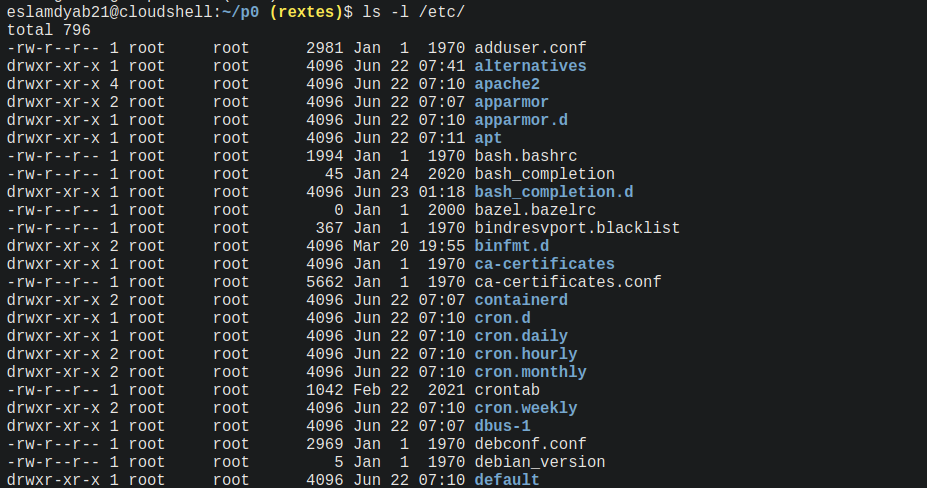 eslamdyab21@cloudshell:~/p0 (rextes)$ ls -l /etc/
total 796
-rw-r--r-- 1 root     root      2981 Jan  1  1970 adduser.conf
drwxr-xr-x 1 root     root      4096 Jun 22 07:41 alternatives
drwxr-xr-x 4 root     root      4096 Jun 22 07:10 apache2
drwxr-xr-x 2 root     root      4096 Jun 22 07:07 apparmor
drwxr-xr-x 1 root     root      4096 Jun 22 07:10 apparmor.d
drwxr-xr-x 1 root     root      4096 Jun 22 07:11 apt
-rw-r--r-- 1 root     root      1994 Jan  1  1970 bash.bashrc
-rw-r--r-- 1 root     root        45 Jan 24  2020 bash_completion
drwxr-xr-x 1 root     root      4096 Jun 23 01:18 bash_completion.d
-rw-r--r-- 1 root     root         0 Jan  1  2000 bazel.bazelrc
-rw-r--r-- 1 root     root       367 Jan  1  1970 bindresvport.blacklist
drwxr-xr-x 2 root     root      4096 Mar 20 19:55 binfmt.d
drwxr-xr-x 1 root     root      4096 Jan  1  1970 ca-certificates
-rw-r--r-- 1 root     root      5662 Jan  1  1970 ca-certificates.conf
drwxr-xr-x 2 root     root      4096 Jun 22 07:07 containerd
drwxr-xr-x 1 root     root      4096 Jun 22 07:10 cron.d
drwxr-xr-x 1 root     root      4096 Jun 22 07:10 cron.daily
drwxr-xr-x 2 root     root      4096 Jun 22 07:10 cron.hourly
drwxr-xr-x 2 root     root      4096 Jun 22 07:10 cron.monthly
-rw-r--r-- 1 root     root      1042 Feb 22  2021 crontab
drwxr-xr-x 2 root     root      4096 Jun 22 07:10 cron.weekly
drwxr-xr-x 1 root     root      4096 Jun 22 07:07 dbus-1
-rw-r--r-- 1 root     root      2969 Jan  1  1970 debconf.conf
-rw-r--r-- 1 root     root         5 Jan  1  1970 debian_version
drwxr-xr-x 1 root     root      4096 Jun 22 07:10 default